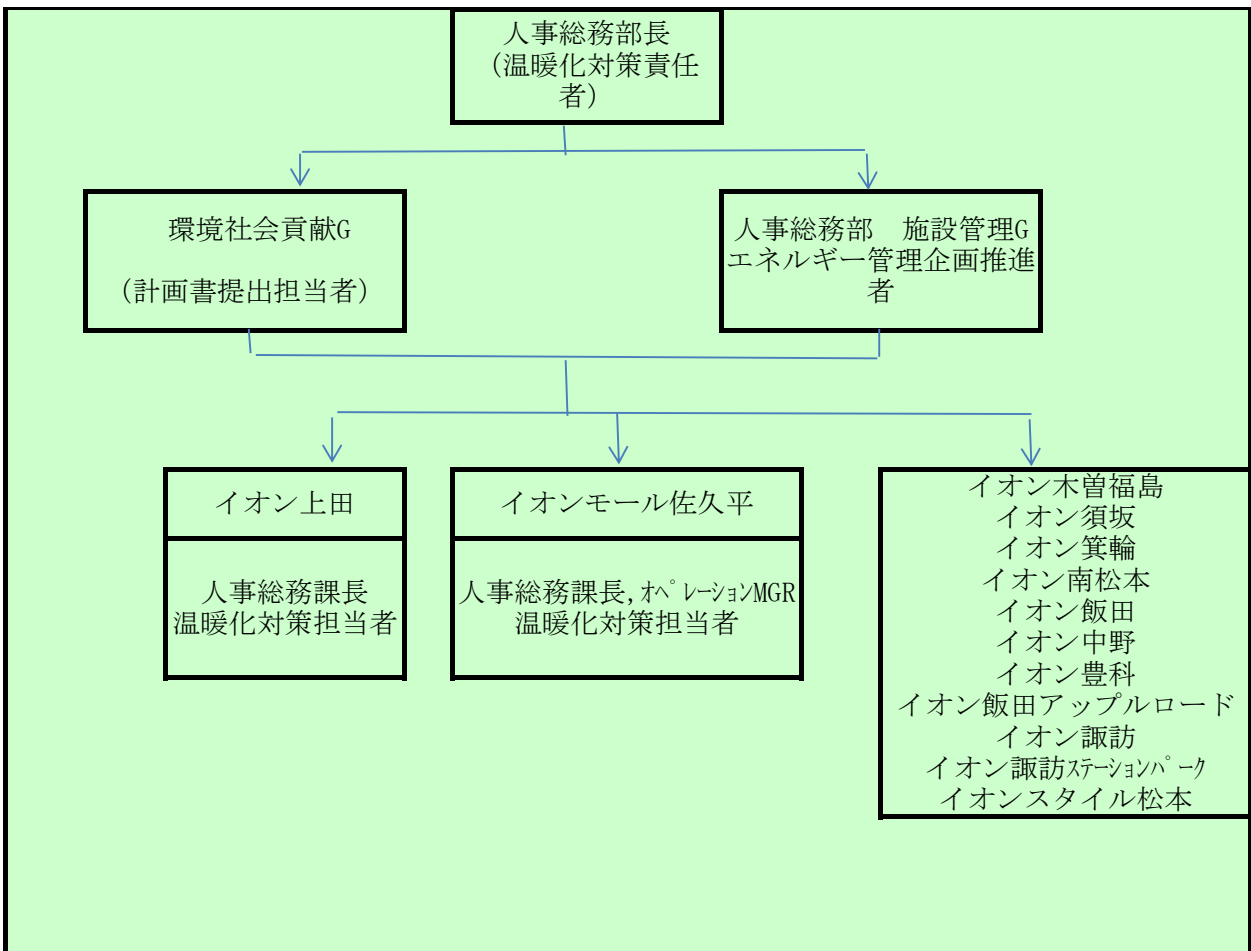 人事総務部長
（温暖化対策責任
者）
環境社会貢献G
（計画書提出担当者）
人事総務部　施設管理G
エネルギー管理企画推進
者
イオン上田
人事総務課長
温暖化対策担当者
イオンモール佐久平
人事総務課長,ｵﾍﾟﾚｰｼｮﾝMGR
温暖化対策担当者
イオン木曽福島
イオン須坂
イオン箕輪
イオン南松本
イオン飯田
イオン中野
イオン豊科
イオン飯田アップルロード
イオン諏訪
イオン諏訪ｽﾃｰｼｮﾝﾊﾟｰｸ
イオンスタイル松本